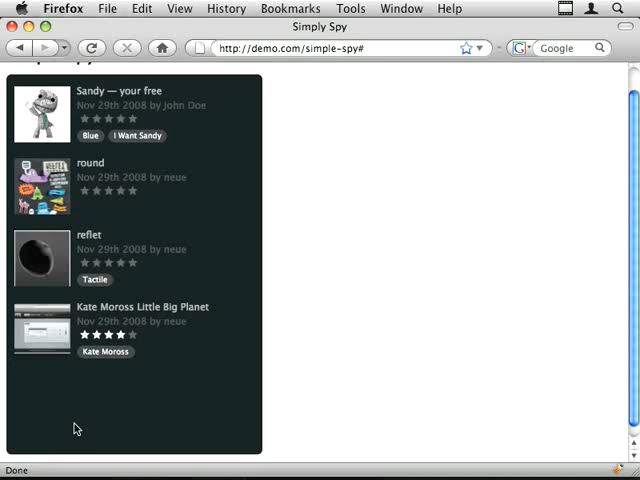 Firefox File Edit View History Bookmarks Tools Window Help
Simply Spy
http://demo.com/simple-spy#
Google
Sandy — your free
Nov 29th 2008 by John Doe
Blue I Want Sandy
round
Nov 29th 2008 by neue
reflet
Nov 29th 2008 by neue
Tactile
Kate Moross Little Big Planet
Nov 29th 2008 by neue
Kate Moross
Done